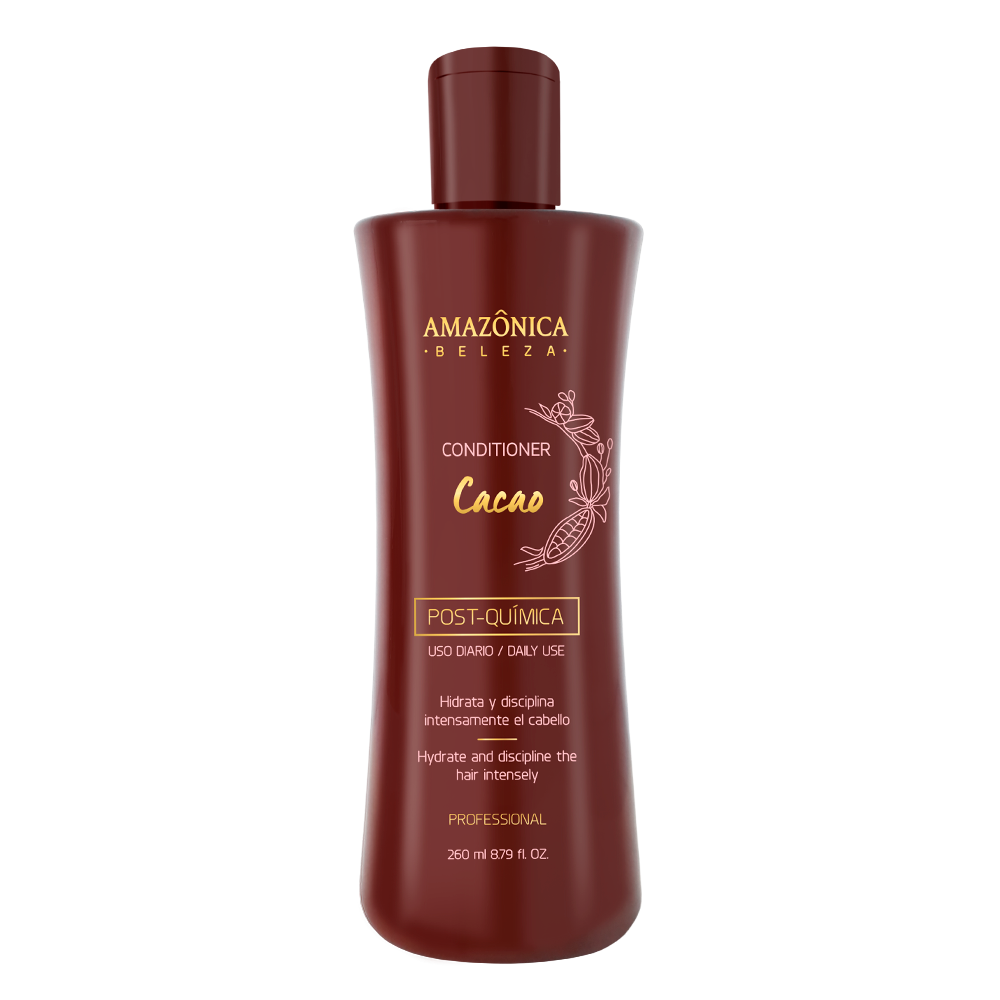 AMAZÔNICA
·BELEZA·
CONDITIONER
Cacao
POST-QUÍMICA
USO DIARIO / DAILY USE
Hidrata y disciplina
intensamente el cabello
Hydrate and discipline the
hair intensely
PROFESSIONAL
260 ml 8.79 fl. OZ.